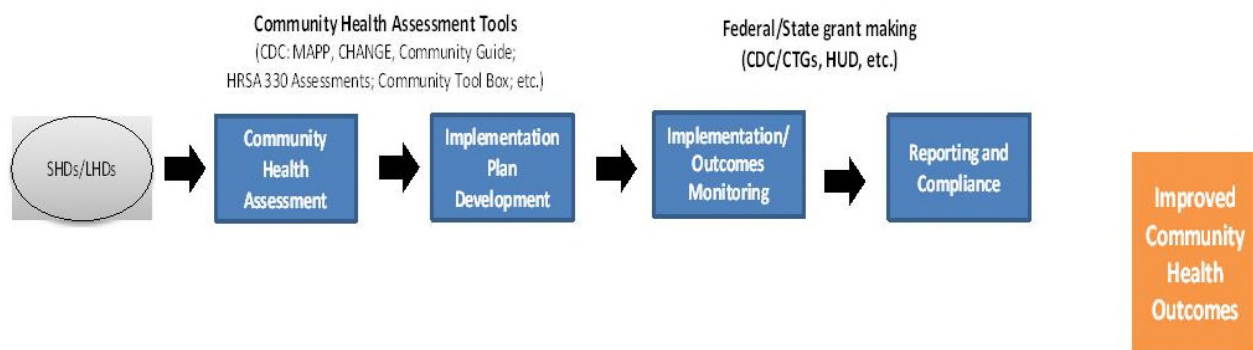 Community Health Assessment Tools
(CDC: MAPP, CHANGE, Community Guide;
HRSA 330 Assessments; Community Tool Box; etc.)
Federal/State grant making
(CDC/CTGs, HUD, etc.)
SHDs/LHDs
Community
Health
Assessment
Implementation
Plan
Development
Implementation/
Outcomes
Monitoring
Reporting and
Compliance
Improved
Community
Health
Outcomes